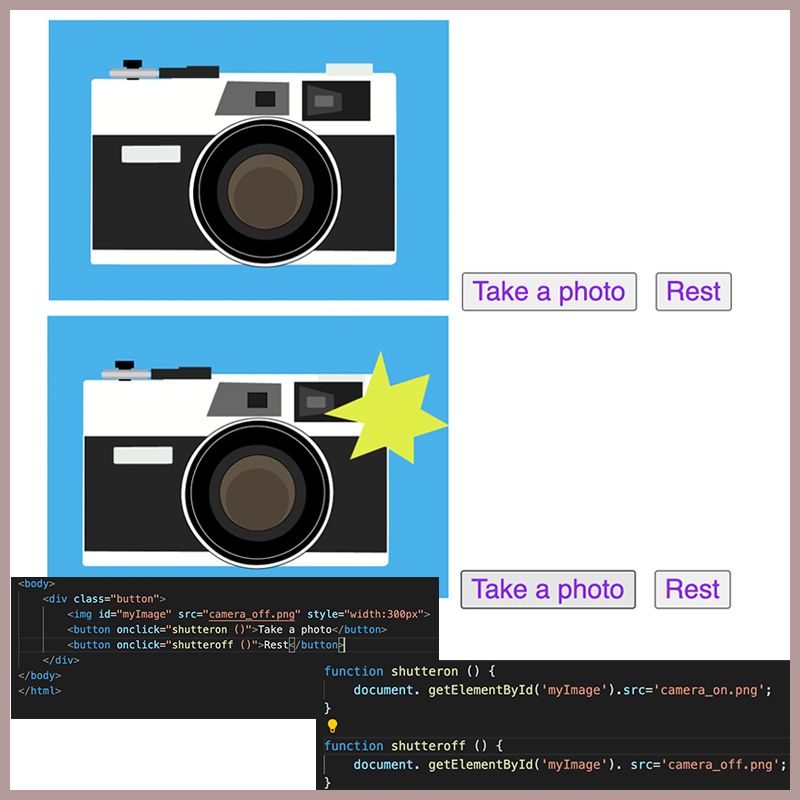 Take a photo Rest
Take a photo Rest
<body>
<div class="button">
<img id="myImage" src="camera_off.png" style="width:300px">
<button onclick="shutteron ()">Take a photo</button>
<button onclick="shutteroff ()">Rest</button>
</div>
</body>
</html>
function shutteron () {
document. getElementById('myImage').src='camera_on.png';
}
function shutteroff () {
document. getElementById('myImage'). src='camera_off.png';
}